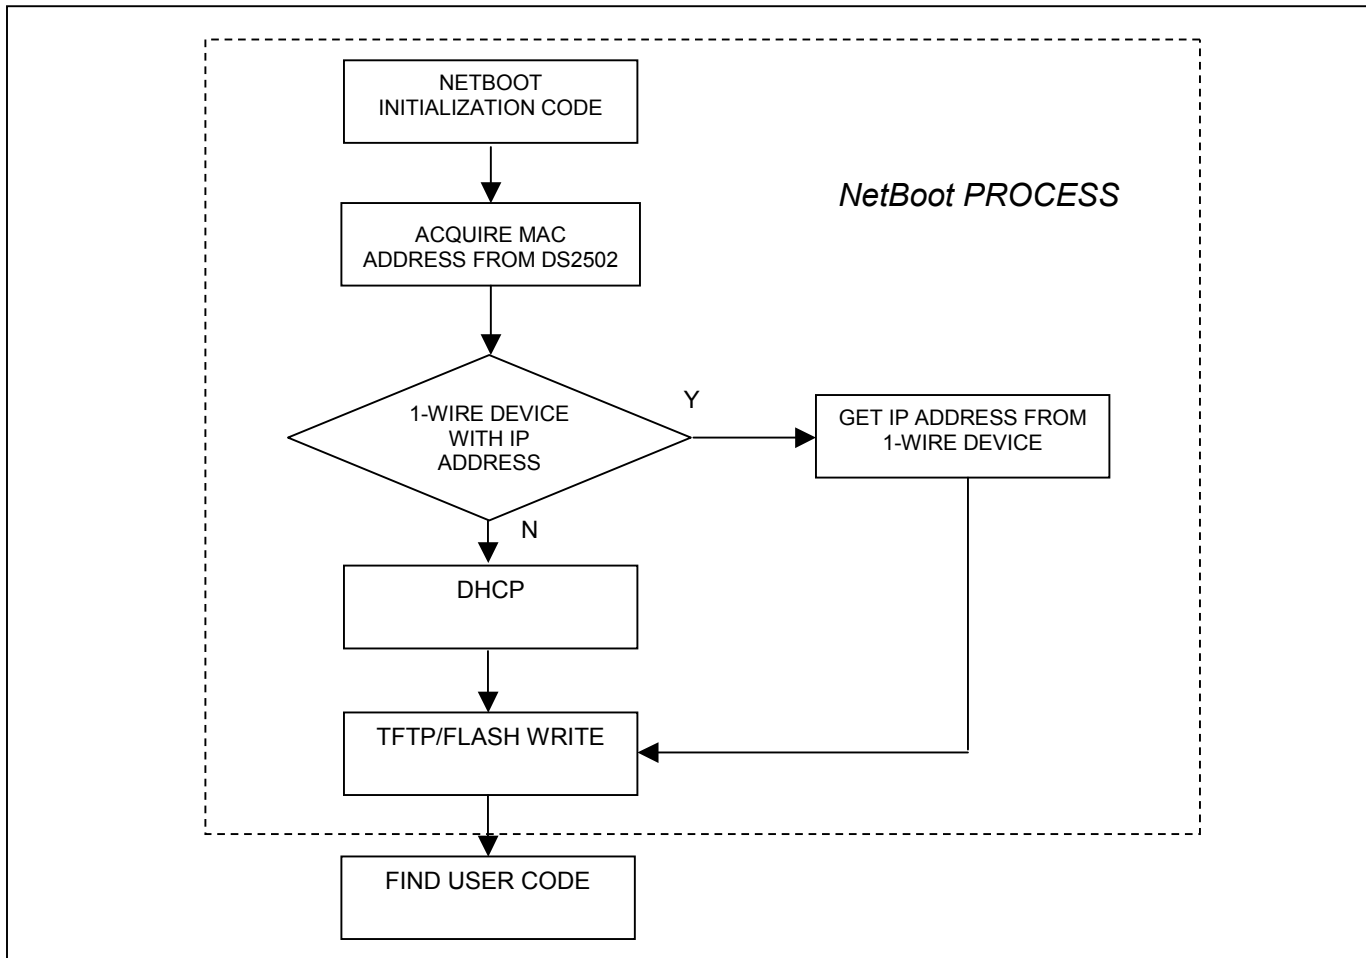 NETBOOT
INITIALIZATION CODE
NetBoot PROCESS
ACQUIRE MAC
ADDRESS FROM DS2502
1-WIRE DEVICE
WITH IP
ADDRESS
Y
GET IP ADDRESS FROM
1-WIRE DEVICE
N
DHCP
TFTP/FLASH WRITE
FIND USER CODE